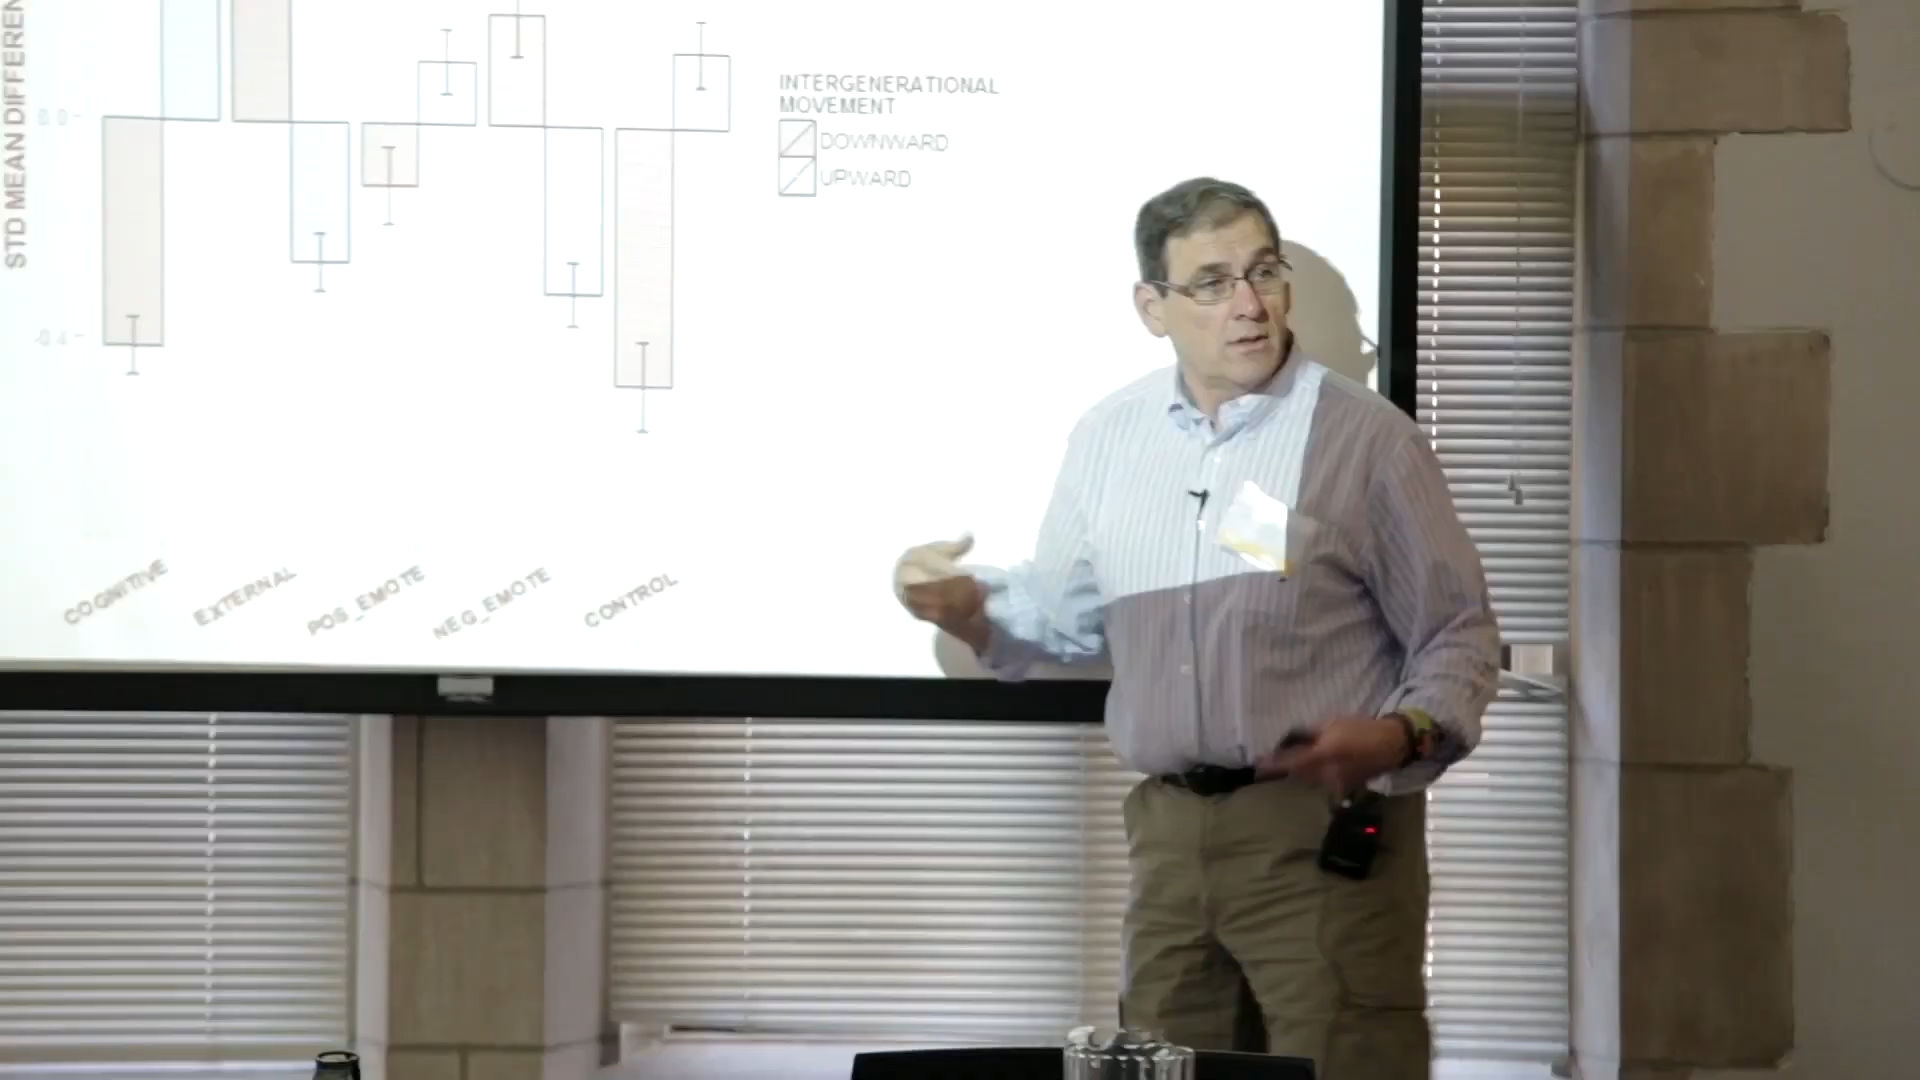 STD MEAN DIFFEREN
0.0
-0.4
INTERGENERATIONAL
MOVEMENT
DOWNWARD
UPWARD
COGNITIVE
EXTERNAL
POS_EMOTE
NEG_EMOTE
CONTROL